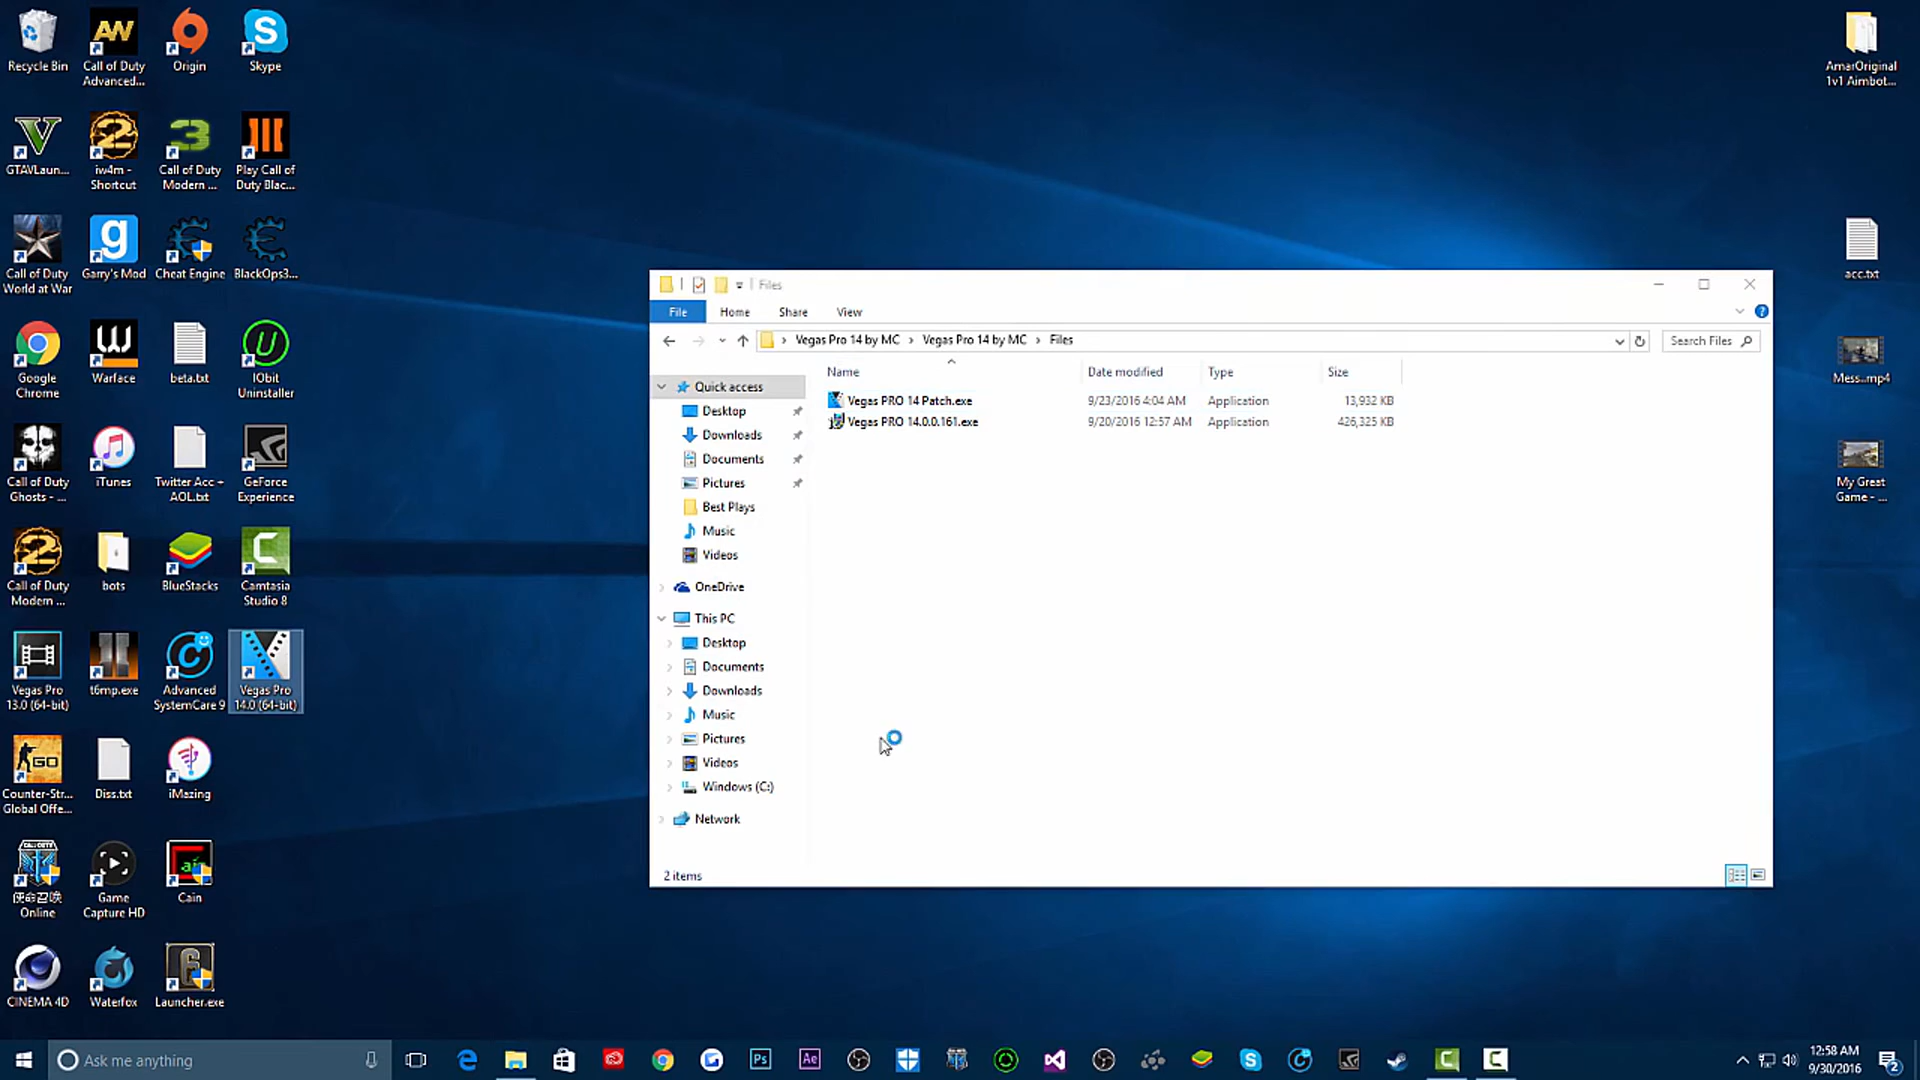 Recycle Bin
Call of Duty
Advanced...
Origin
Skype
GTAVLaun...
iw4m -
Shortcut
Call of Duty
Modern ...
Play Call of
Duty Blac...
Call of Duty
World at War
Garry's Mod
Cheat Engine
BlackOps3...
Google
Chrome
Warface
beta.txt
IObit
Uninstaller
Call of Duty
Ghosts - ...
iTunes
Twitter Acc +
AOL.txt
GeForce
Experience
Call of Duty
Modern ...
bots
BlueStacks
Camtasia
Studio 8
Vegas Pro
13.0 (64-bit)
t6mp.exe
Advanced
SystemCare 9
Vegas Pro
14.0 (64-bit)
Counter-Str...
Global Offe...
Diss.txt
iMazing
使命召唤
Online
Game
Capture HD
Cain
CINEMA 4D
Waterfox
Launcher.exe
AmarOriginal
1v1 Aimbot...
acc.txt
Mess...mp4
My Great
Game - ...
Files
File
Home
Share
View
Vegas Pro 14 by MC › Vegas Pro 14 by MC › Files
Search Files
Name
Date modified
Type
Size
Vegas PRO 14 Patch.exe 9/23/2016 4:04 AM Application 13,932 KB
Vegas PRO 14.0.0.161.exe 9/20/2016 12:57 AM Application 426,325 KB
Quick access
Desktop
Downloads
Documents
Pictures
Best Plays
Music
Videos
OneDrive
This PC
Desktop
Documents
Downloads
Music
Pictures
Videos
Windows (C:)
Network
2 items
Ask me anything
12:58 AM
9/30/2016
2